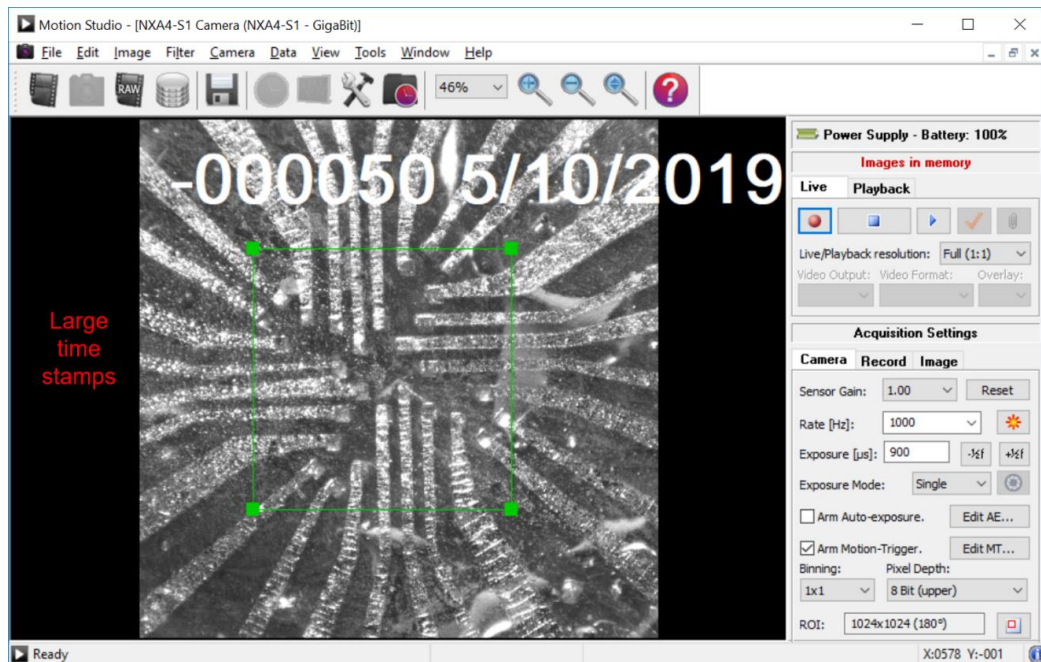 Motion Studio - [NXA4-S1 Camera (NXA4-S1 - GigaBit)]
File Edit Image Filter Camera Data View Tools Window Help
RAW
46%
?
-000050 5/10/2019
Large
time
stamps
Power Supply - Battery: 100%
Images in memory
Live Playback
Live/Playback resolution: Full (1:1)
Video Output: Video Format: Overlay:
Acquisition Settings
Camera Record Image
Sensor Gain: 1.00 Reset
Rate [Hz]: 1000
Exposure [µs]: 900 -½f +½f
Exposure Mode: Single
Arm Auto-exposure. Edit AE...
Arm Motion-Trigger. Edit MT...
Binning: Pixel Depth:
1x1 8 Bit (upper)
ROI: 1024x1024 (180°)
Ready X:0578 Y:-001